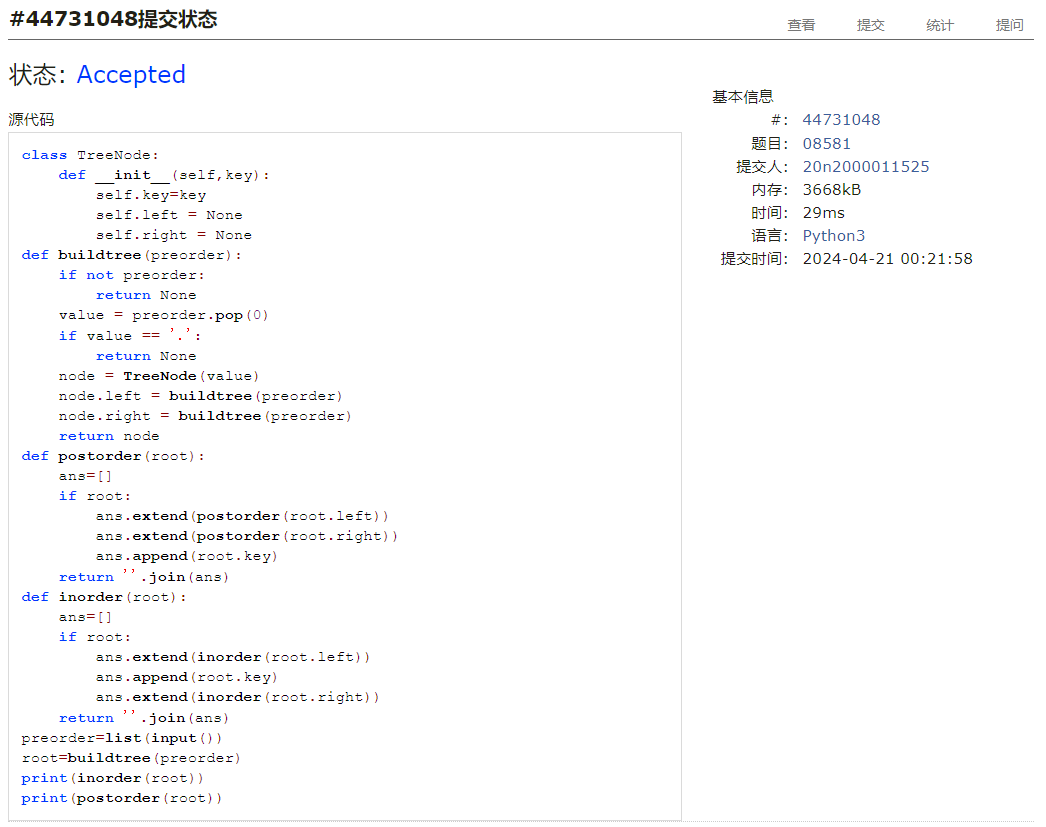 #44731048提交状态
查看 提交 统计 提问
状态: Accepted
源代码
class TreeNode:
    def __init__(self,key):
        self.key=key
        self.left = None
        self.right = None
def buildtree(preorder):
    if not preorder:
        return None
    value = preorder.pop(0)
    if value == '.':
        return None
    node = TreeNode(value)
    node.left = buildtree(preorder)
    node.right = buildtree(preorder)
    return node
def postorder(root):
    ans=[]
    if root:
        ans.extend(postorder(root.left))
        ans.extend(postorder(root.right))
        ans.append(root.key)
    return ''.join(ans)
def inorder(root):
    ans=[]
    if root:
        ans.extend(inorder(root.left))
        ans.append(root.key)
        ans.extend(inorder(root.right))
    return ''.join(ans)
preorder=list(input())
root=buildtree(preorder)
print(inorder(root))
print(postorder(root))
基本信息
#: 44731048
题目: 08581
提交人: 20n2000011525
内存: 3668kB
时间: 29ms
语言: Python3
提交时间: 2024-04-21 00:21:58